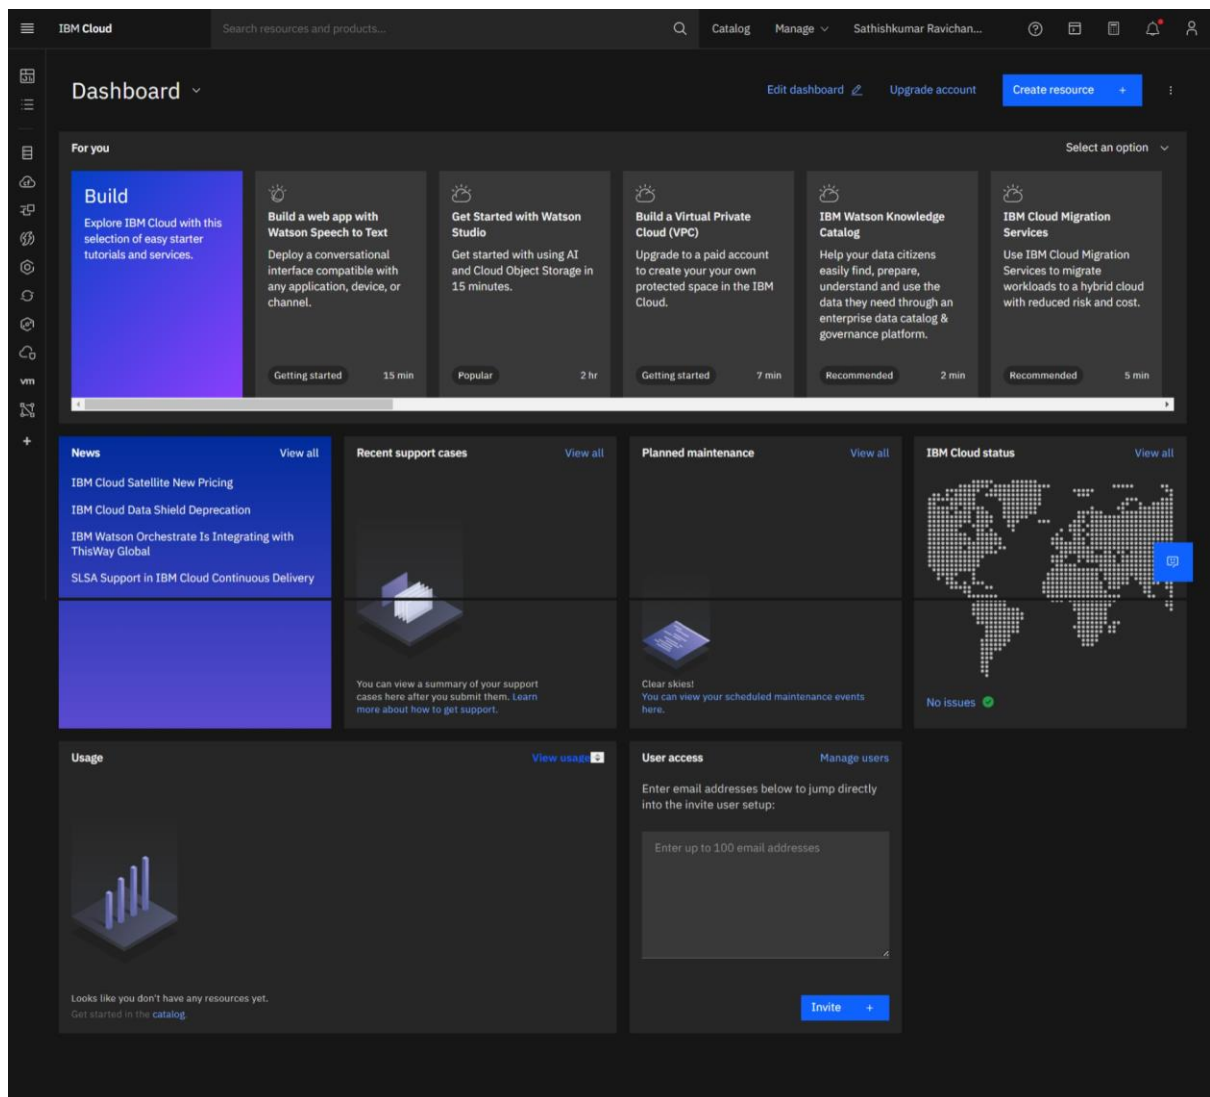 IBM Cloud
Search resources and products...
Catalog
Manage
Sathishkumar Ravichan...
Dashboard
Edit dashboard
Upgrade account
Create resource +
For you
Select an option
Build
Explore IBM Cloud with this
selection of easy starter
tutorials and services.
Build a web app with
Watson Speech to Text
Deploy a conversational
interface compatible with
any application, device, or
channel.
Getting started
15 min
Get Started with Watson
Studio
Get started with using AI
and Cloud Object Storage in
15 minutes.
Popular
2 hr
Build a Virtual Private
Cloud (VPC)
Upgrade to a paid account
to create your your own
protected space in the IBM
Cloud.
Getting started
7 min
IBM Watson Knowledge
Catalog
Help your data citizens
easily find, prepare,
understand and use the
data they need through an
enterprise data catalog &
governance platform.
Recommended
2 min
IBM Cloud Migration
Services
Use IBM Cloud Migration
Services to migrate
workloads to a hybrid cloud
with reduced risk and cost.
Recommended
5 min
vm
News
View all
IBM Cloud Satellite New Pricing
IBM Cloud Data Shield Deprecation
IBM Watson Orchestrate Is Integrating with
ThisWay Global
SLSA Support in IBM Cloud Continuous Delivery
Recent support cases
View all
You can view a summary of your support
cases here after you submit them. Learn
more about how to get support.
Planned maintenance
View all
Clear skies!
You can view your scheduled maintenance events
here.
IBM Cloud status
View all
No issues
Usage
View usage
Looks like you don't have any resources yet.
Get started in the catalog.
User access
Manage users
Enter email addresses below to jump directly
into the invite user setup:
Enter up to 100 email addresses
Invite +